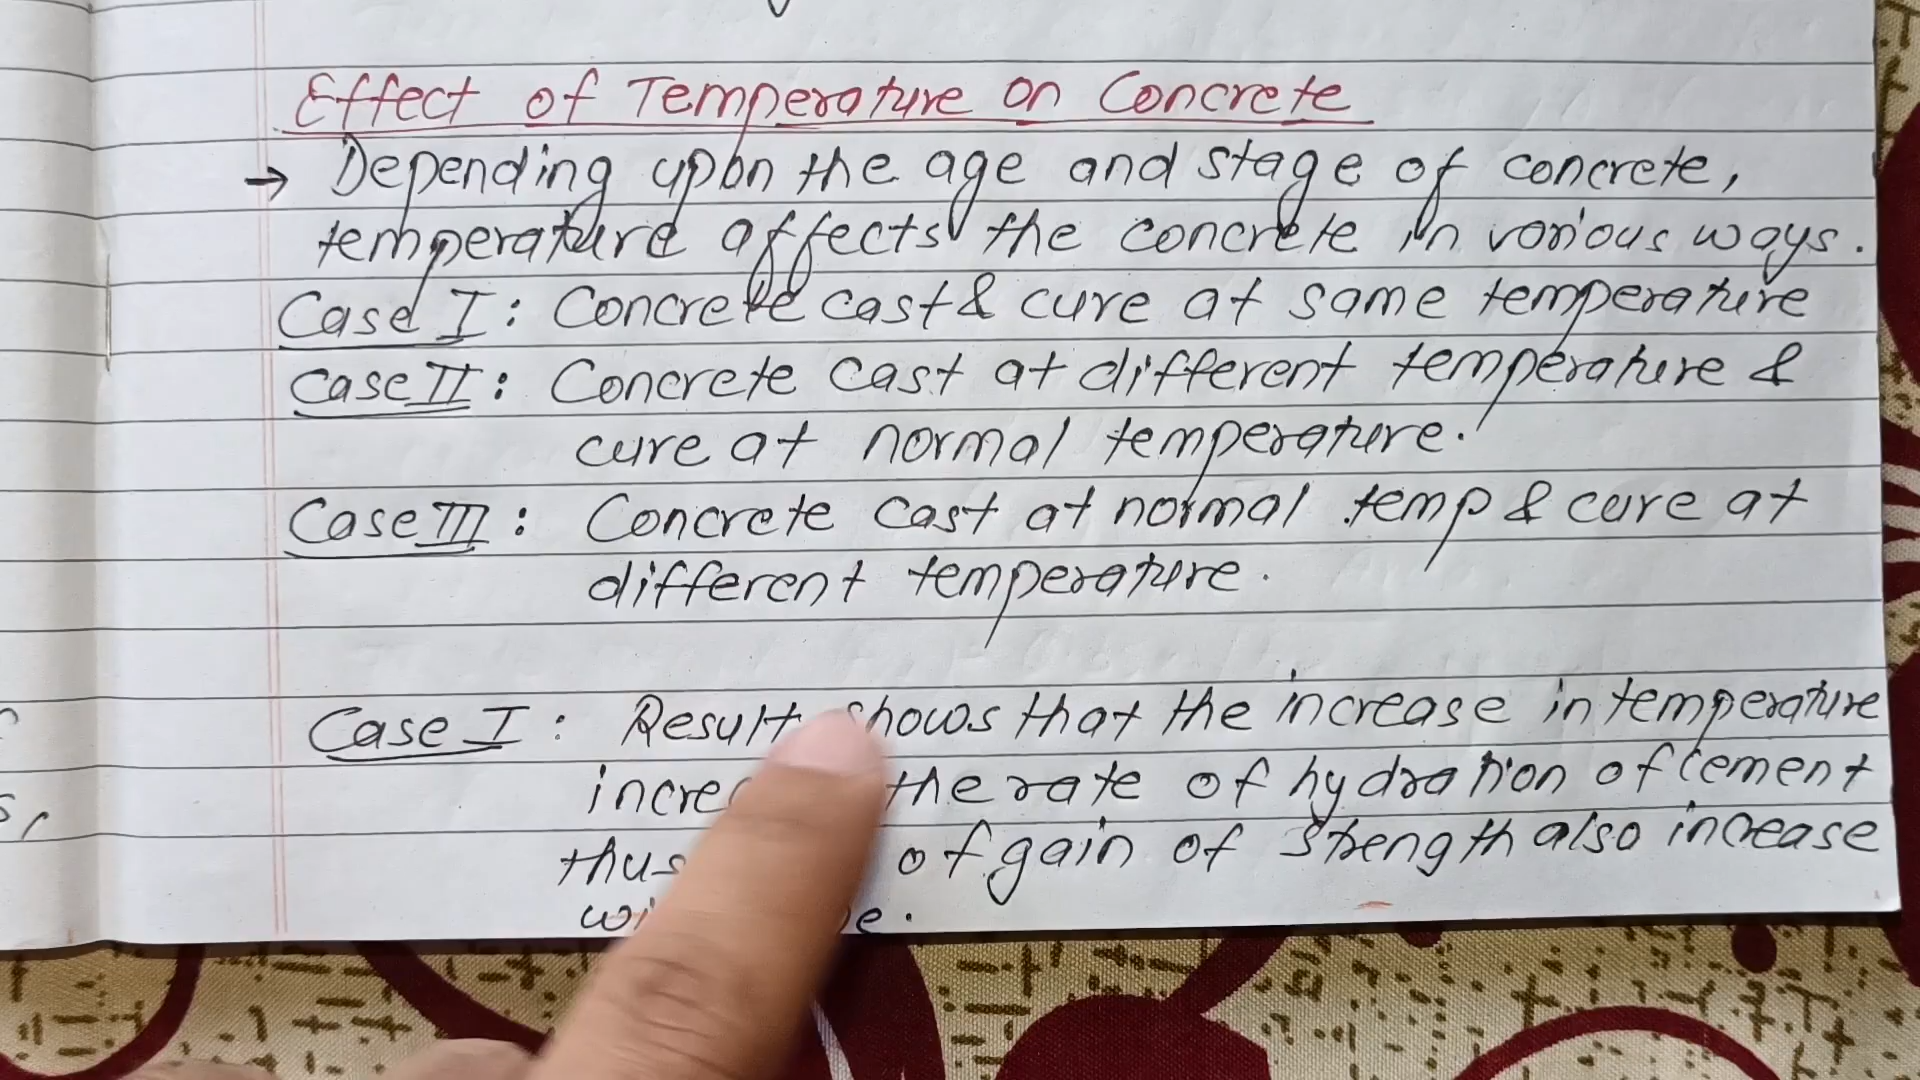 Effect of Temperature on Concrete
→ Depending upon the age and stage of concrete,
temperature affects the concrete in various ways.
Case I: Concrete cast & cure at same temperature
Case II: Concrete cast at different temperature &
cure at normal temperature.
Case III: Concrete cast at normal temp & cure at
different temperature.
Case I: Result shows that the increase in temperature
the rate of hydration of cement
thus of gain of strength also increase